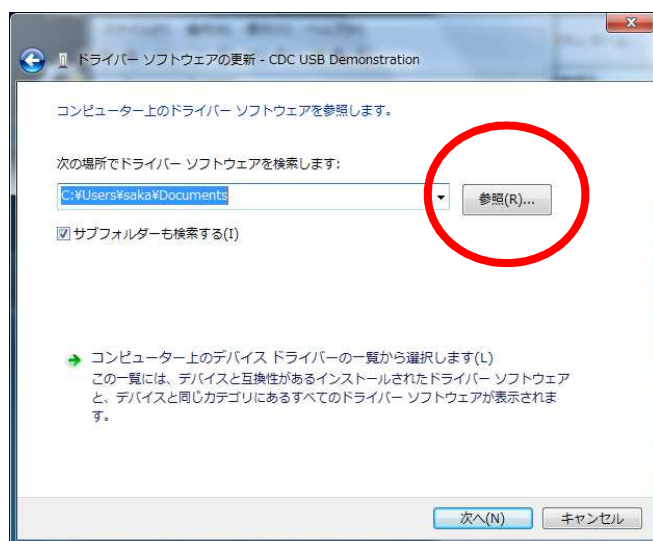 ドライバー ソフトウェアの更新 - CDC USB Demonstration
コンピューター上のドライバー ソフトウェアを参照します。
次の場所でドライバー ソフトウェアを検索します:
C:¥Users¥saka¥Documents
参照(R)...
サブフォルダーも検索する(I)
コンピューター上のデバイス ドライバーの一覧から選択します(L)
この一覧には、デバイスと互換性があるインストールされたドライバー ソフトウェア
と、デバイスと同じカテゴリにあるすべてのドライバー ソフトウェアが表示されま
す。
次へ(N)
キャンセル